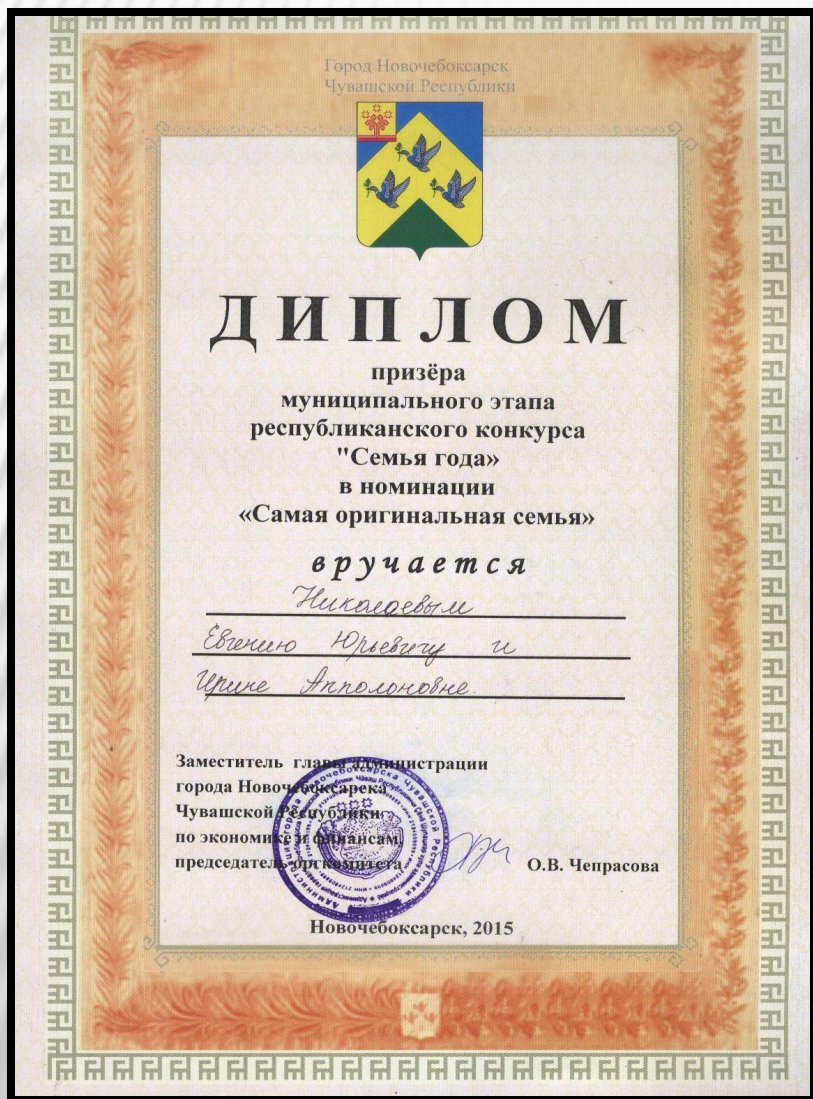 Город Новочебоксарск
Чувашской Республики
ДИПЛОМ
призёра
муниципального этапа
республиканского конкурса
"Семья года»
в номинации
«Самая оригинальная семья»
вручается
Николаевым
Евгению Юрьевичу и
Ирине Апполоновне.
Заместитель главы администрации
города Новочебоксарска
Чувашской Республики
по экономике и финансам,
председатель оргкомитета
О.В. Чепрасова
Новочебоксарск, 2015